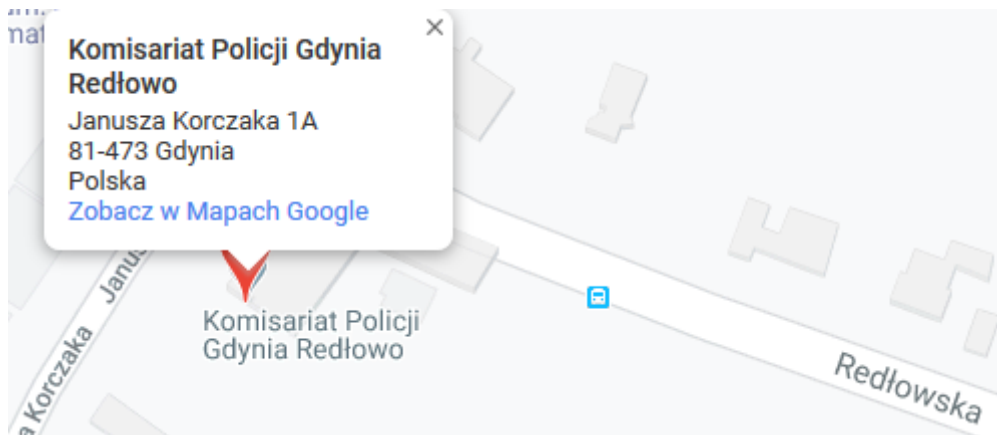 Komisariat Policji Gdynia
Redłowo
Janusza Korczaka 1A
81-473 Gdynia
Polska
Zobacz w Mapach Google
Komisariat Policji
Gdynia Redłowo
Korczaka
Redłowska